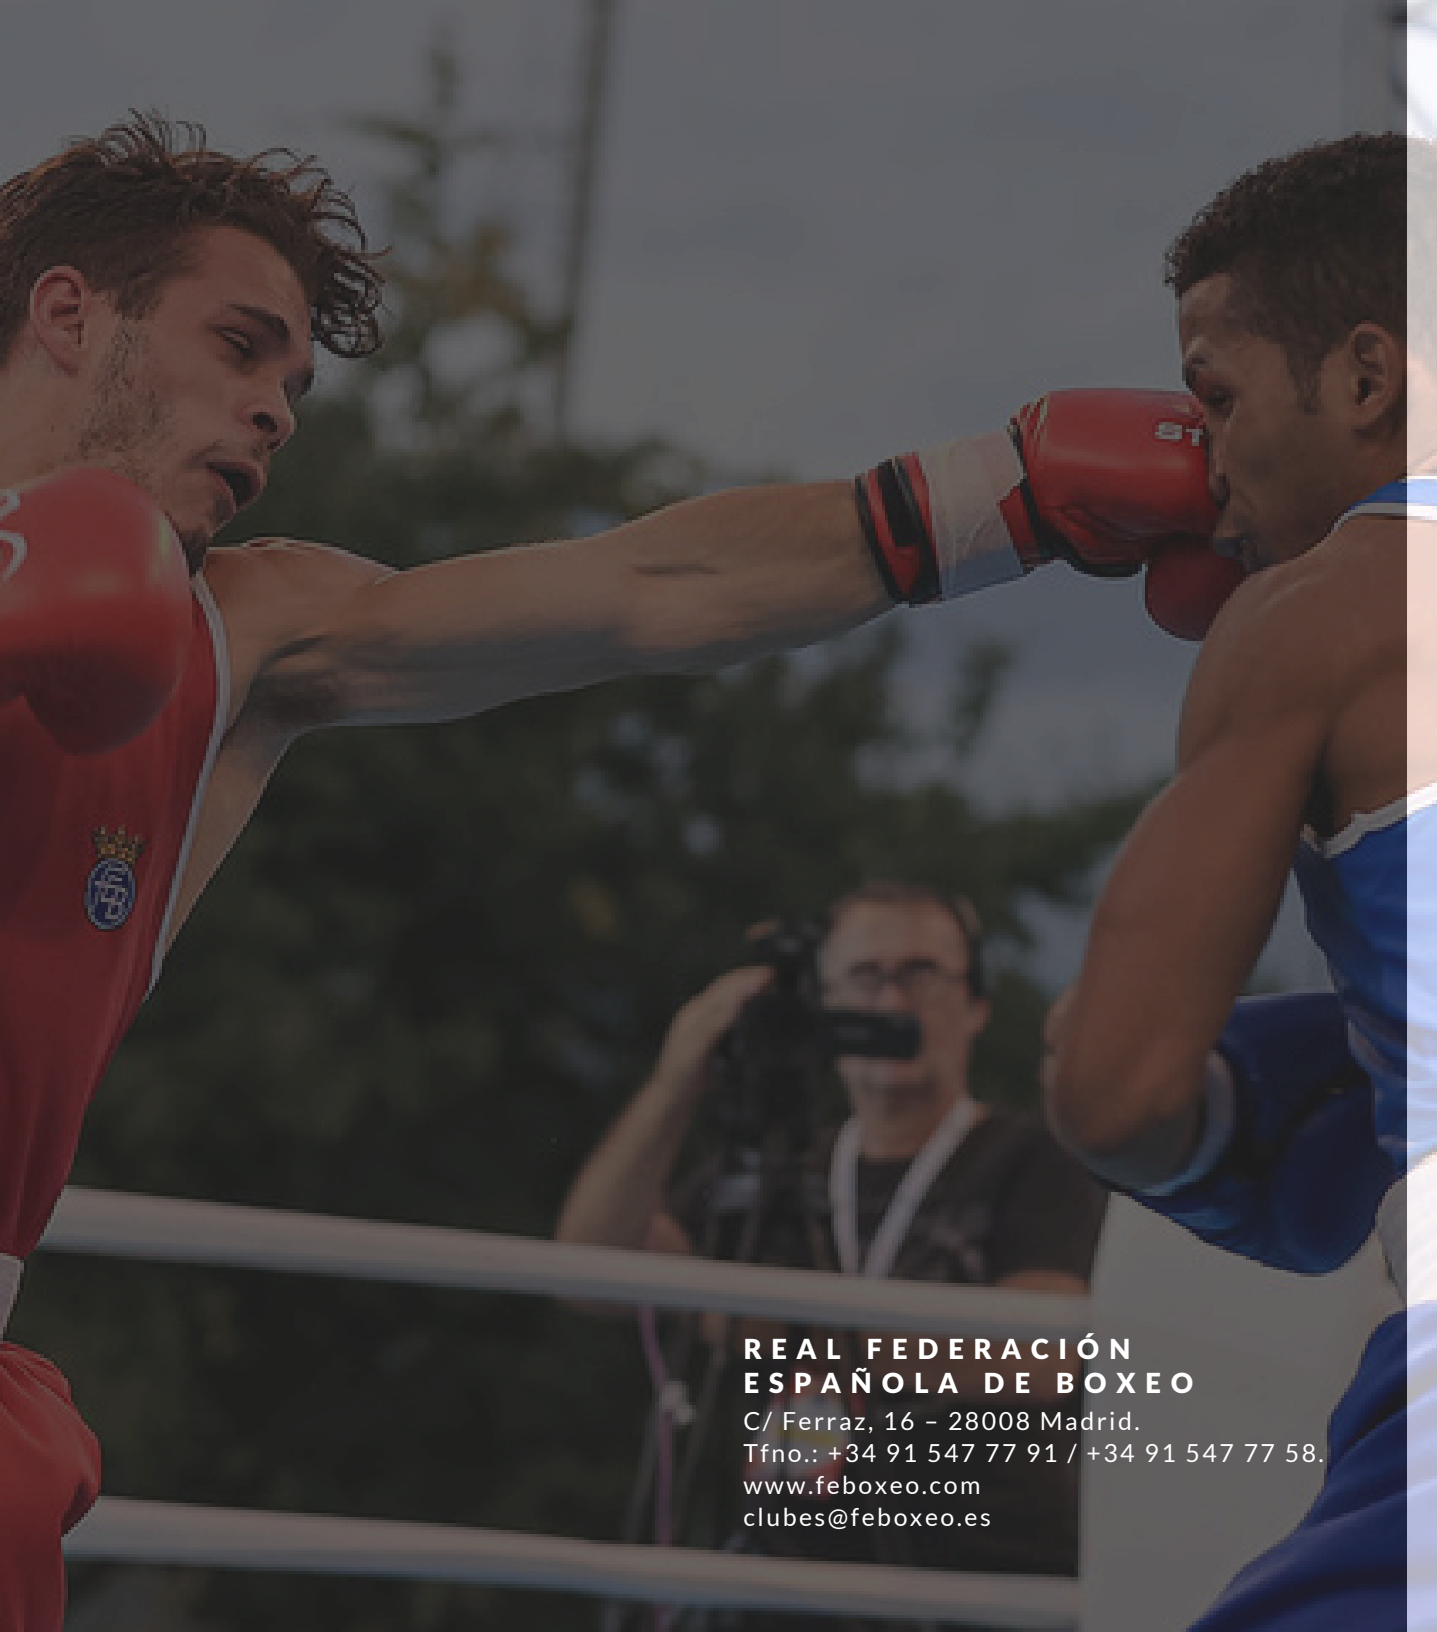 ST
REAL FEDERACIÓN
ESPAÑOLA DE BOXEO
C/ Ferraz, 16 – 28008 Madrid.
Tfno.: +34 91 547 77 91 / +34 91 547 77 58.
www.feboxeo.com
clubes@feboxeo.es